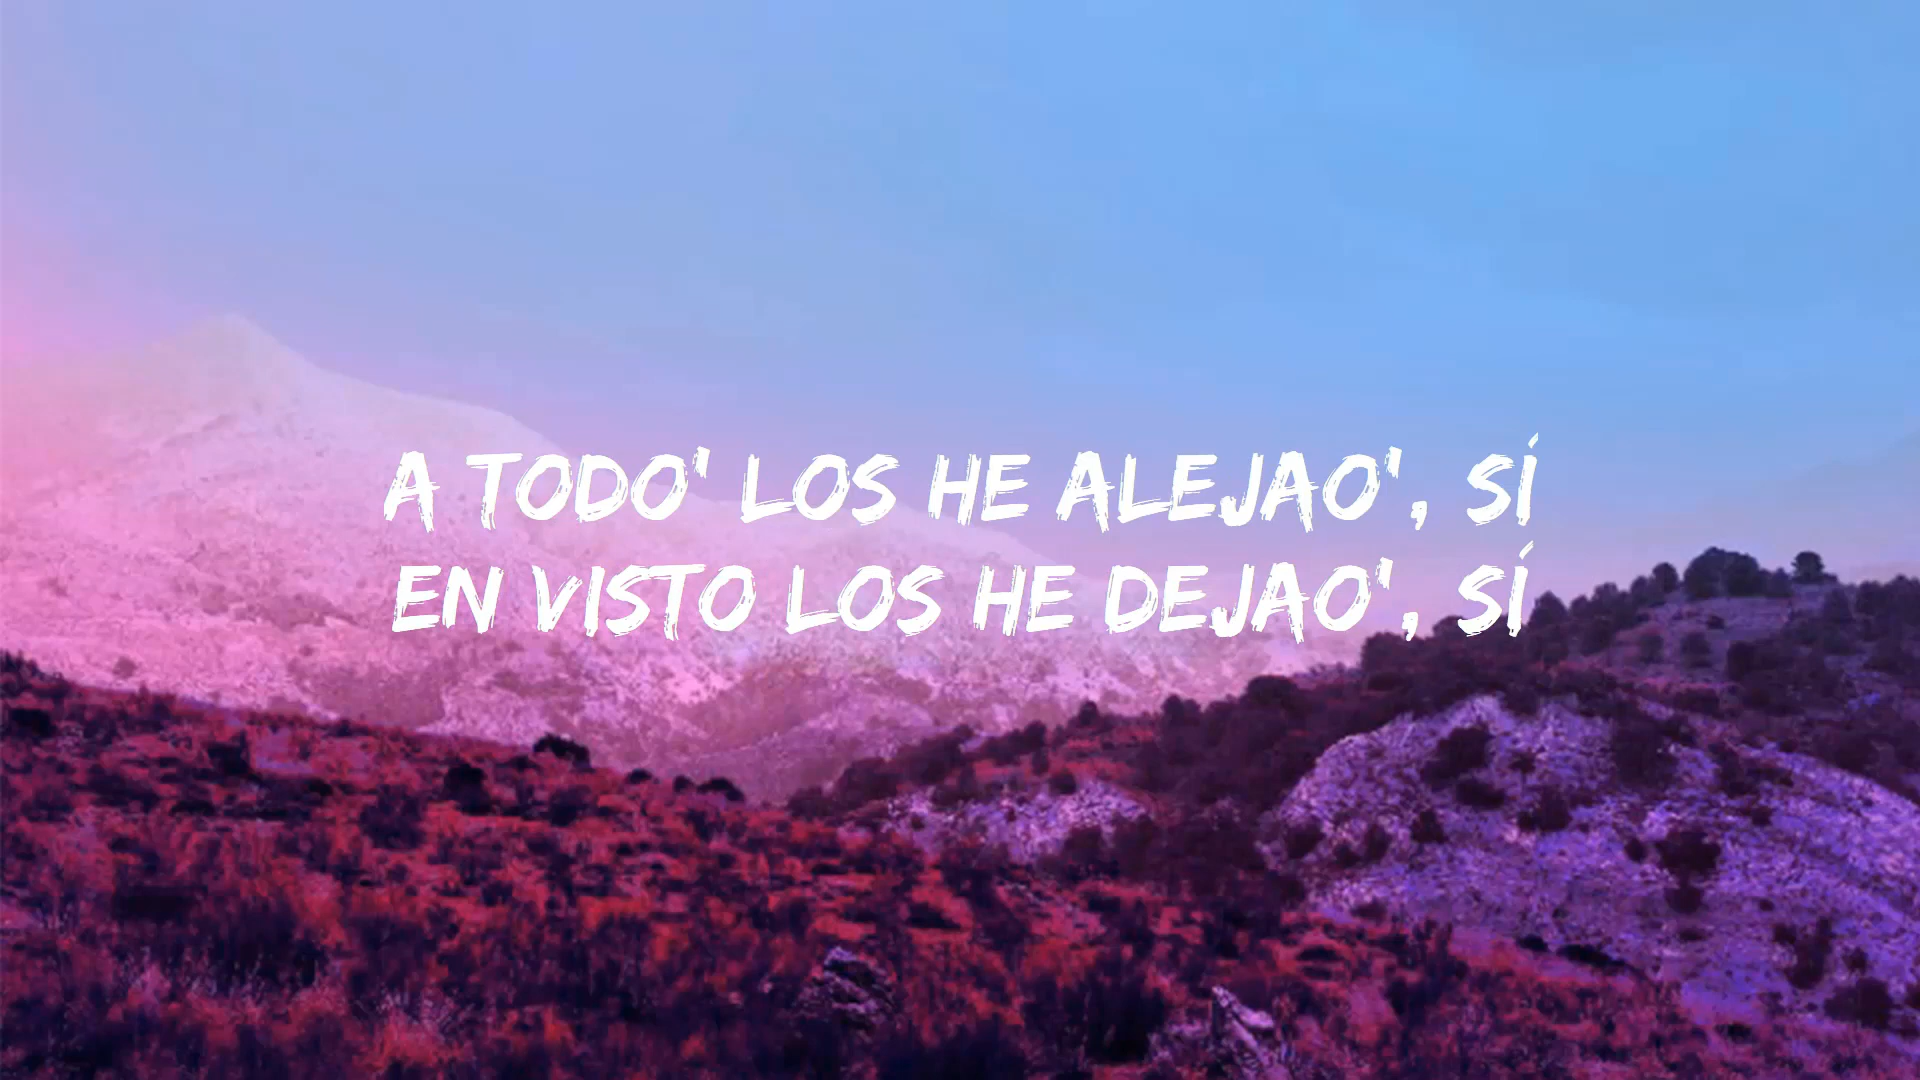 A TODO' LOS HE ALEJAO', SÍ
EN VISTO LOS HE DEJAO', SÍ